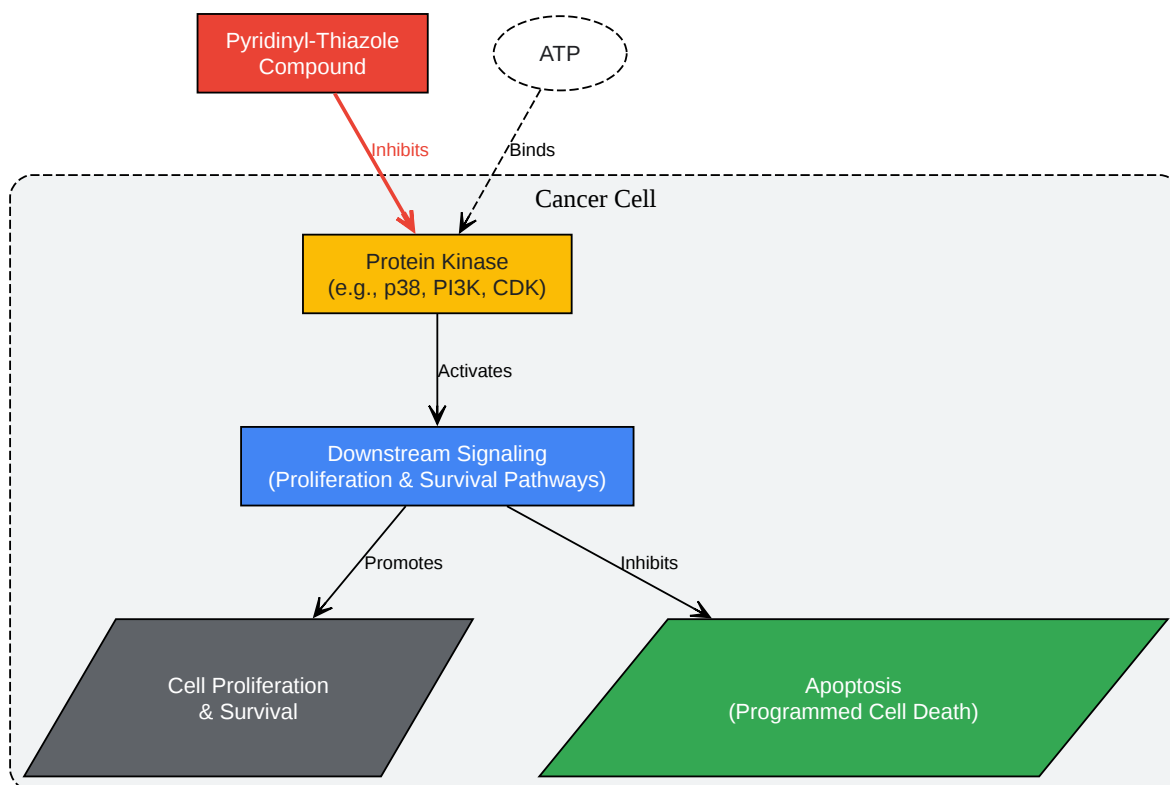 Pyridinyl-Thiazole
Compound
ATP
Inhibits
Binds
Cancer Cell
Protein Kinase
(e.g., p38, PI3K, CDK)
Activates
Downstream Signaling
(Proliferation & Survival Pathways)
Promotes
Inhibits
Cell Proliferation
& Survival
Apoptosis
(Programmed Cell Death)